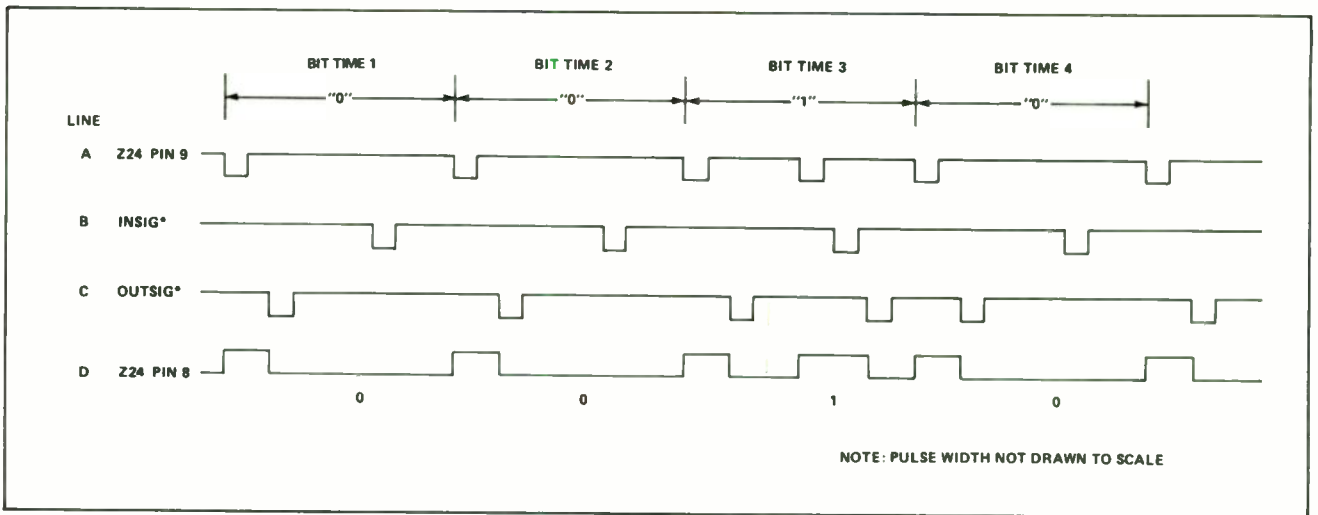 BIT TIME 1 BIT TIME 2 BIT TIME 3 BIT TIME 4
"0" "0" "1" "0"
LINE
A Z24 PIN 9
B INSIG*
C OUTSIG*
D Z24 PIN 8
0 0 1 0
NOTE: PULSE WIDTH NOT DRAWN TO SCALE